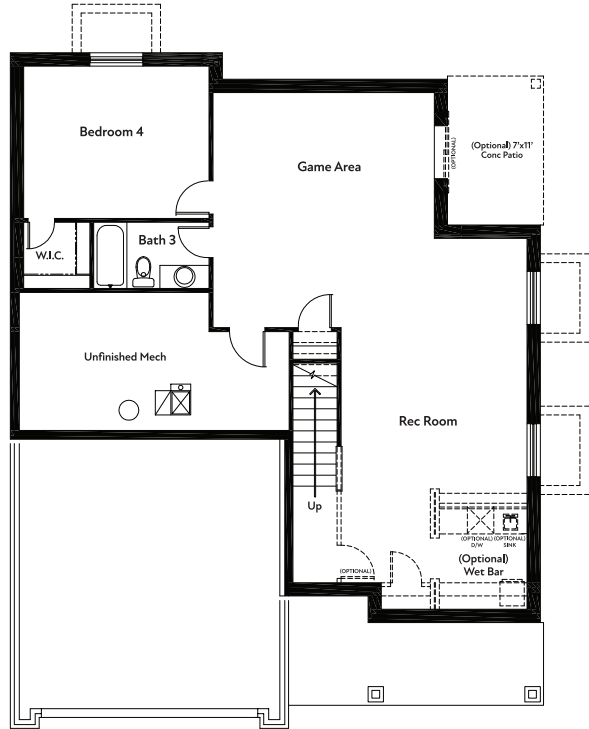 Bedroom 4
(Optional) 7'x11'
Conc Patio
(OPTIONAL)
Game Area
Bath 3
W.I.C.
Unfinished Mech
Rec Room
Up
(OPTIONAL)
D/W
(OPTIONAL)
SINK
(Optional)
Wet Bar
(OPTIONAL)